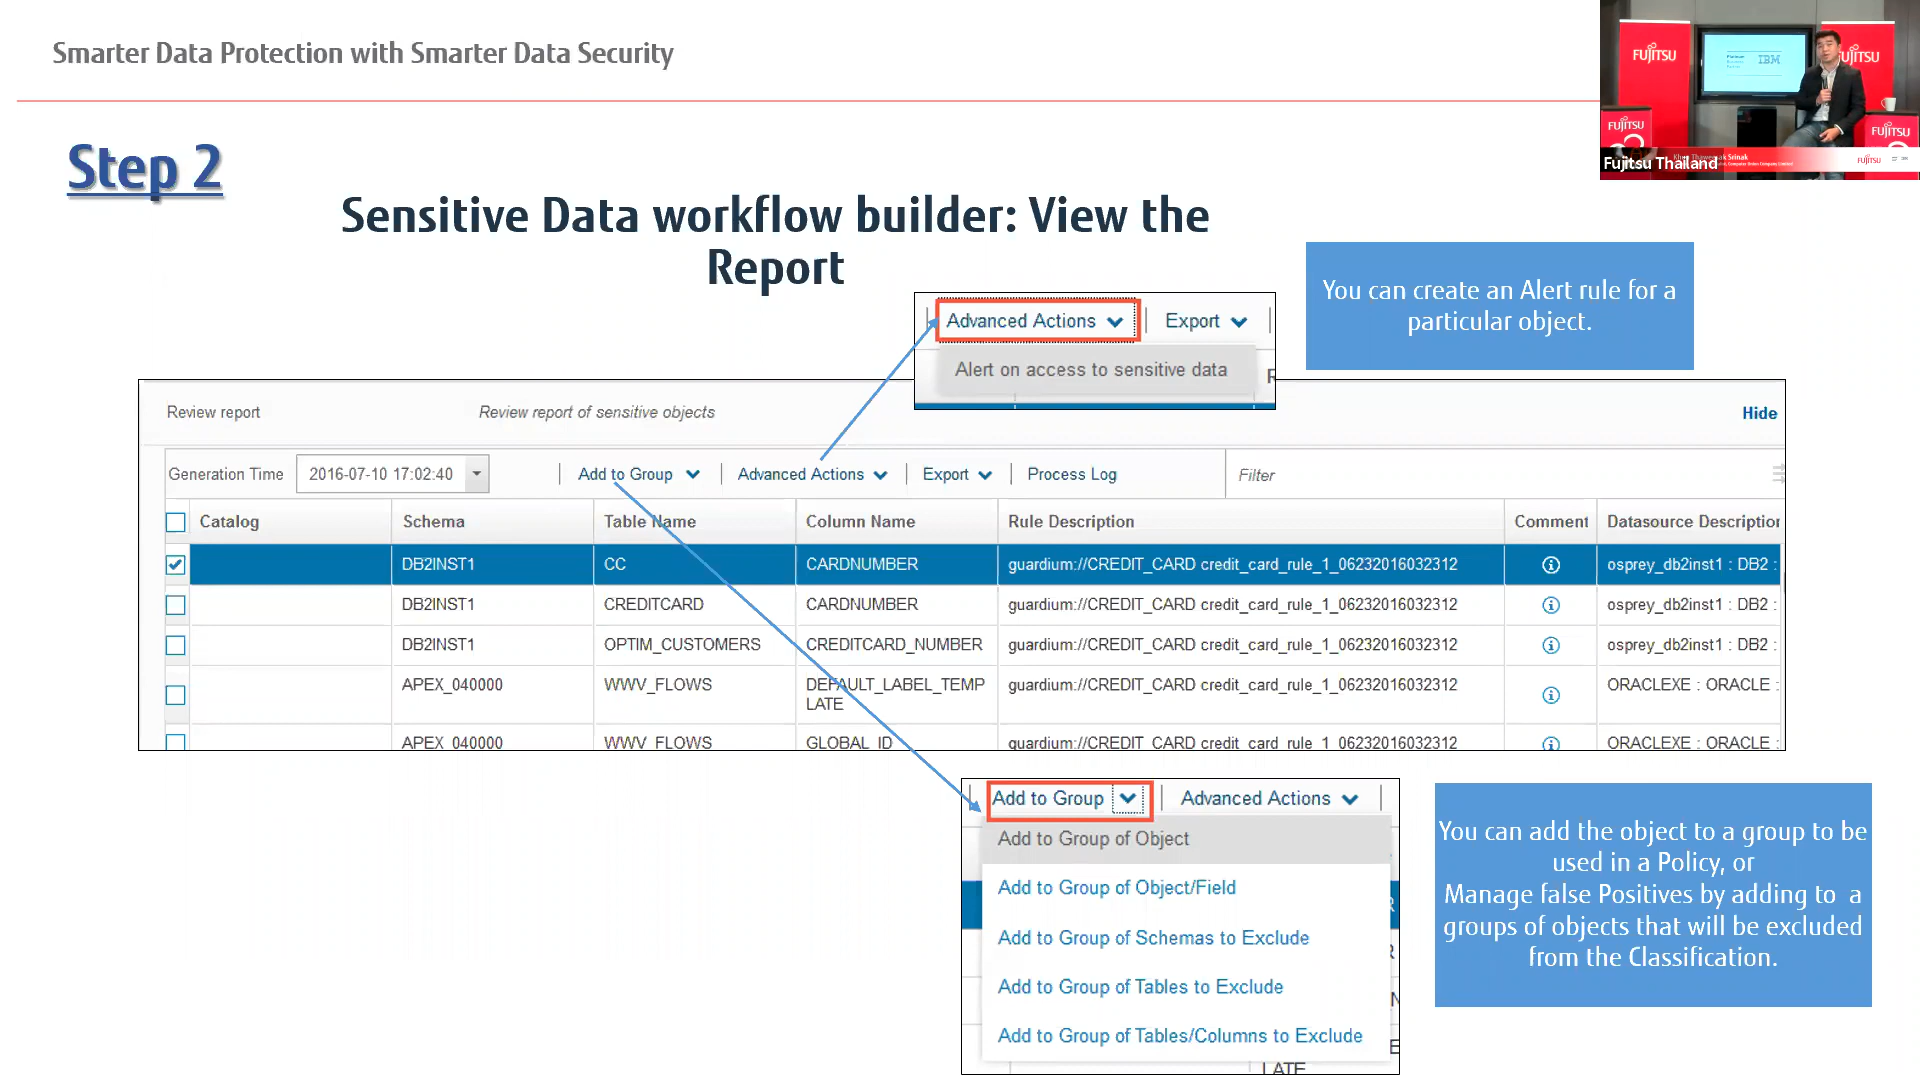 Smarter Data Protection with Smarter Data Security
FUJITSU
IBM
FUJITSU
FUJITSU
FUJITSU
Srinak
Fujitsu Thailand
FUJITSU
Step 2
Sensitive Data workflow builder: View the
Report
You can create an Alert rule for a
particular object.
Advanced Actions Export
Alert on access to sensitive data
Review report Review report of sensitive objects Hide
Generation Time 2016-07-10 17:02:40 Add to Group Advanced Actions Export Process Log Filter
Catalog Schema Table Name Column Name Rule Description Comment Datasource Description
DB2INST1 CC CARDNUMBER guardium://CREDIT_CARD credit_card_rule_1_06232016032312 osprey_db2inst1 : DB2 :
DB2INST1 CREDITCARD CARDNUMBER guardium://CREDIT_CARD credit_card_rule_1_06232016032312 osprey_db2inst1 : DB2 :
DB2INST1 OPTIM_CUSTOMERS CREDITCARD_NUMBER guardium://CREDIT_CARD credit_card_rule_1_06232016032312 osprey_db2inst1 : DB2 :
APEX_040000 WWV_FLOWS DEFAULT_LABEL_TEMP guardium://CREDIT_CARD credit_card_rule_1_06232016032312 ORACLEXE : ORACLE :
LATE
APEX_040000 WWV_FLOWS GLOBAL_ID guardium://CREDIT_CARD credit_card_rule_1_06232016032312 ORACLEXE : ORACLE :
Add to Group Advanced Actions
Add to Group of Object
Add to Group of Object/Field
Add to Group of Schemas to Exclude
Add to Group of Tables to Exclude
Add to Group of Tables/Columns to Exclude
LATE
You can add the object to a group to be
used in a Policy, or
Manage false Positives by adding to a
groups of objects that will be excluded
from the Classification.